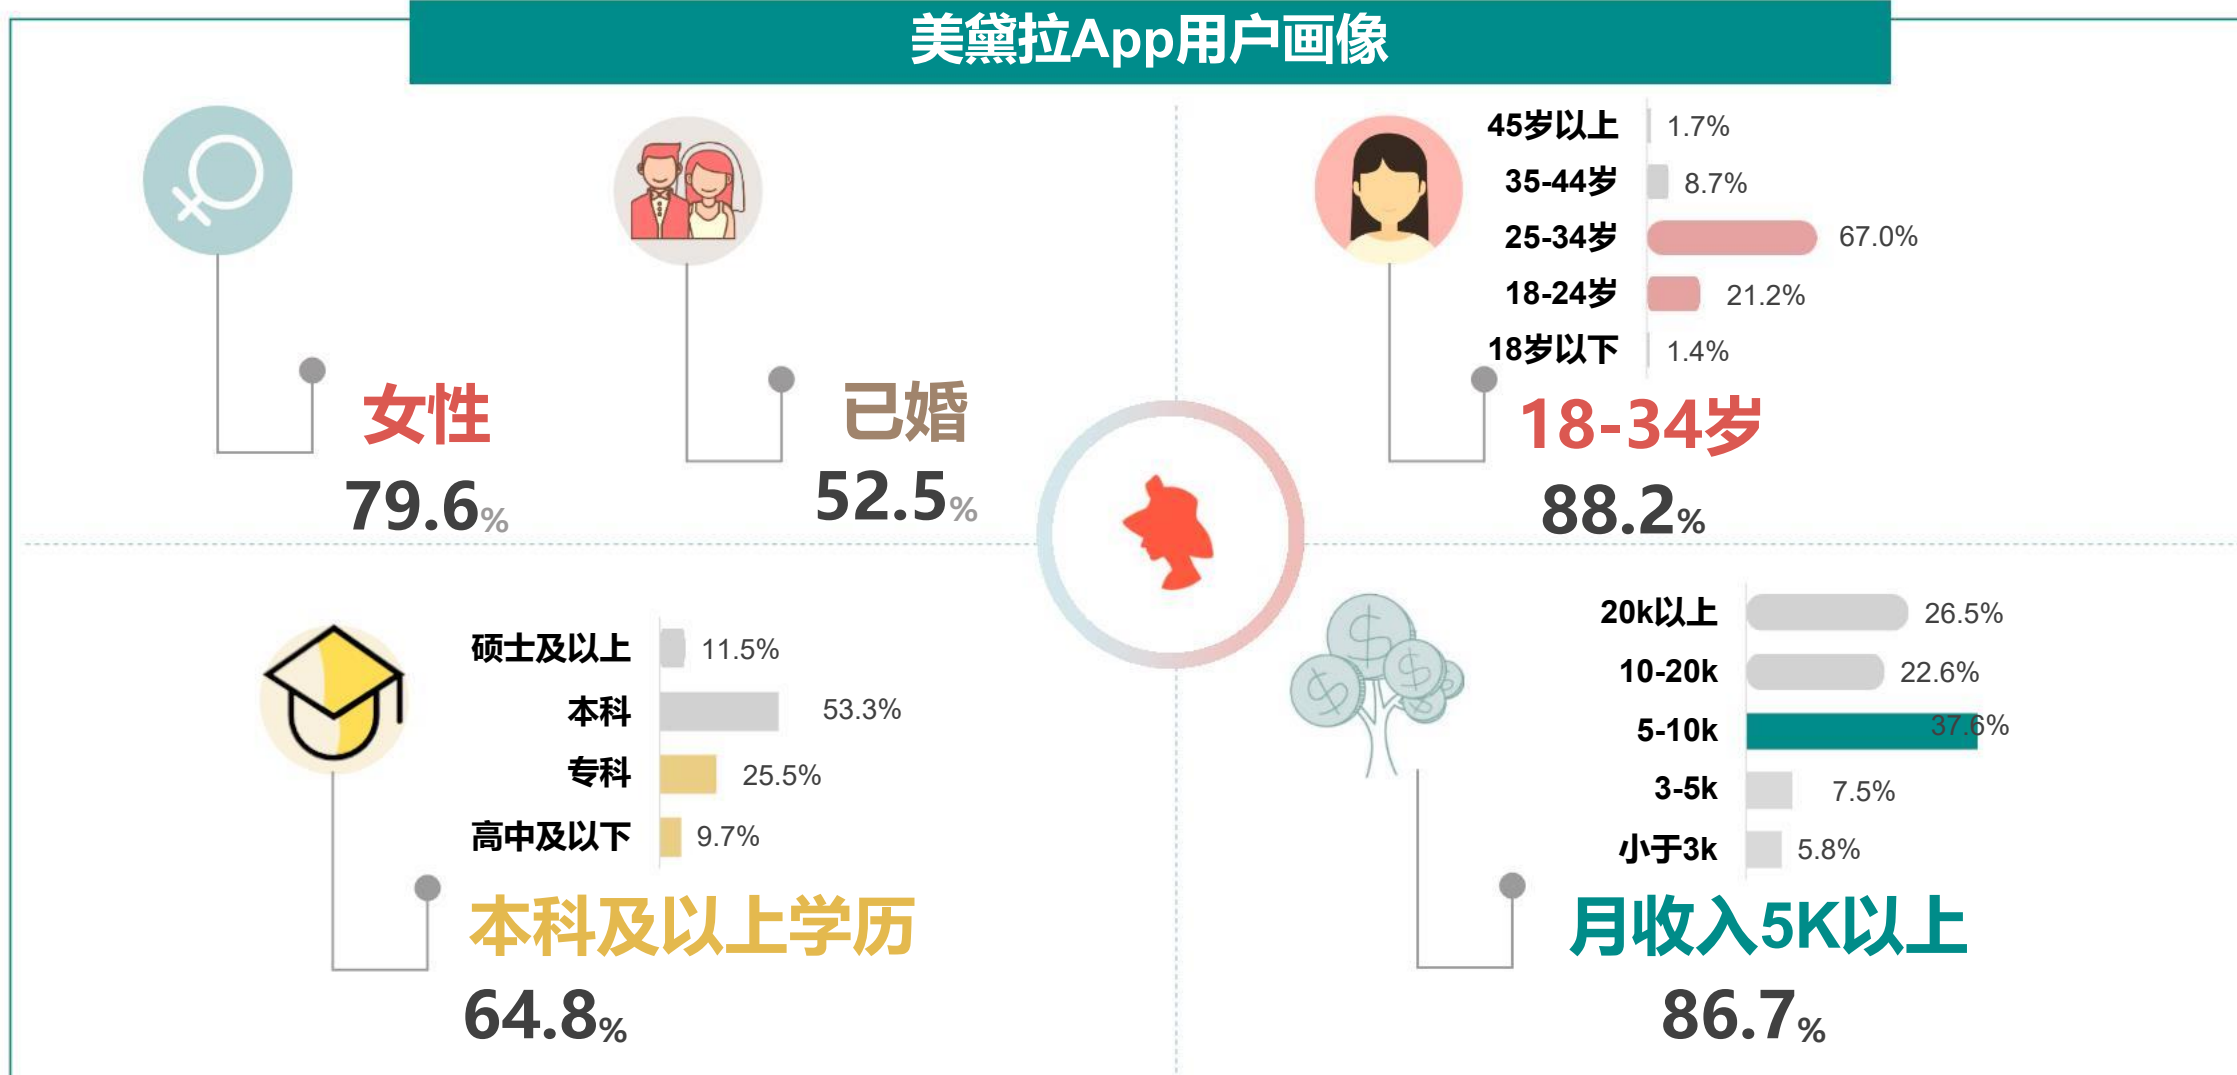 美黛拉App用户画像
女性
79.6%
已婚
52.5%
45岁以上 1.7%
35-44岁 8.7%
25-34岁 67.0%
18-24岁 21.2%
18岁以下 1.4%
18-34岁
88.2%
硕士及以上 11.5%
本科 53.3%
专科 25.5%
高中及以下 9.7%
本科及以上学历
64.8%
20k以上 26.5%
10-20k 22.6%
5-10k 37.6%
3-5k 7.5%
小于3k 5.8%
月收入5K以上
86.7%